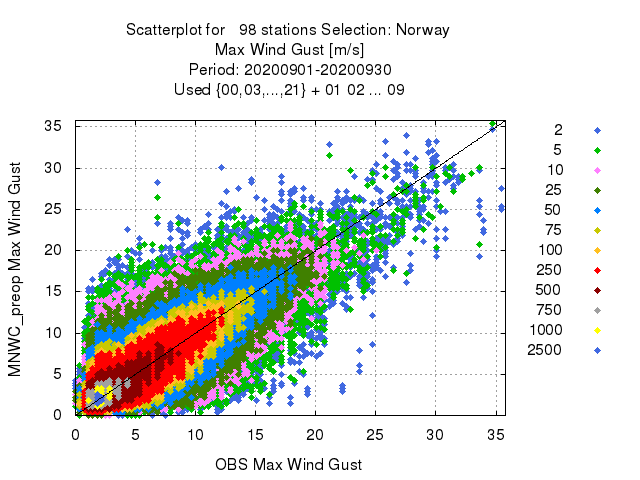 Scatterplot for 98 stations Selection: Norway
Max Wind Gust [m/s]
Period: 20200901-20200930
Used {00,03,...,21} + 01 02 ... 09
MNWC_preop Max Wind Gust
35
30
25
20
15
10
5
0
0 5 10 15 20 25 30 35
OBS Max Wind Gust
2
5
10
25
50
75
100
250
500
750
1000
2500